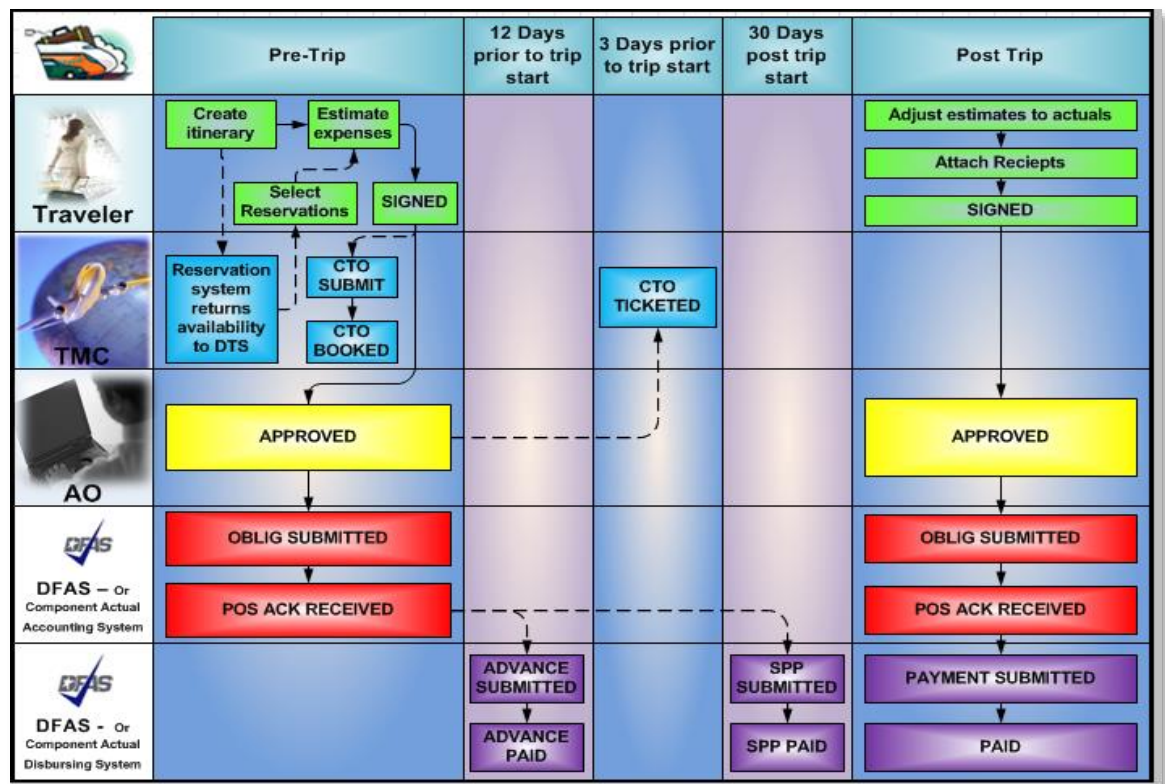 Pre-Trip
12 Days
prior to trip
start
3 Days prior
to trip start
30 Days
post trip
start
Post Trip
Traveler
Create
itinerary
Estimate
expenses
Select
Reservations
SIGNED
Adjust estimates to actuals
Attach Reciepts
SIGNED
TMC
Reservation
system
returns
availability
to DTS
CTO
SUBMIT
CTO
BOOKED
CTO
TICKETED
AO
APPROVED
APPROVED
DFAS
DFAS – Or
Component Actual
Accounting System
OBLIG SUBMITTED
POS ACK RECEIVED
OBLIG SUBMITTED
POS ACK RECEIVED
DFAS
DFAS - Or
Component Actual
Disbursing System
ADVANCE
SUBMITTED
ADVANCE
PAID
SPP
SUBMITTED
SPP PAID
PAYMENT SUBMITTED
PAID